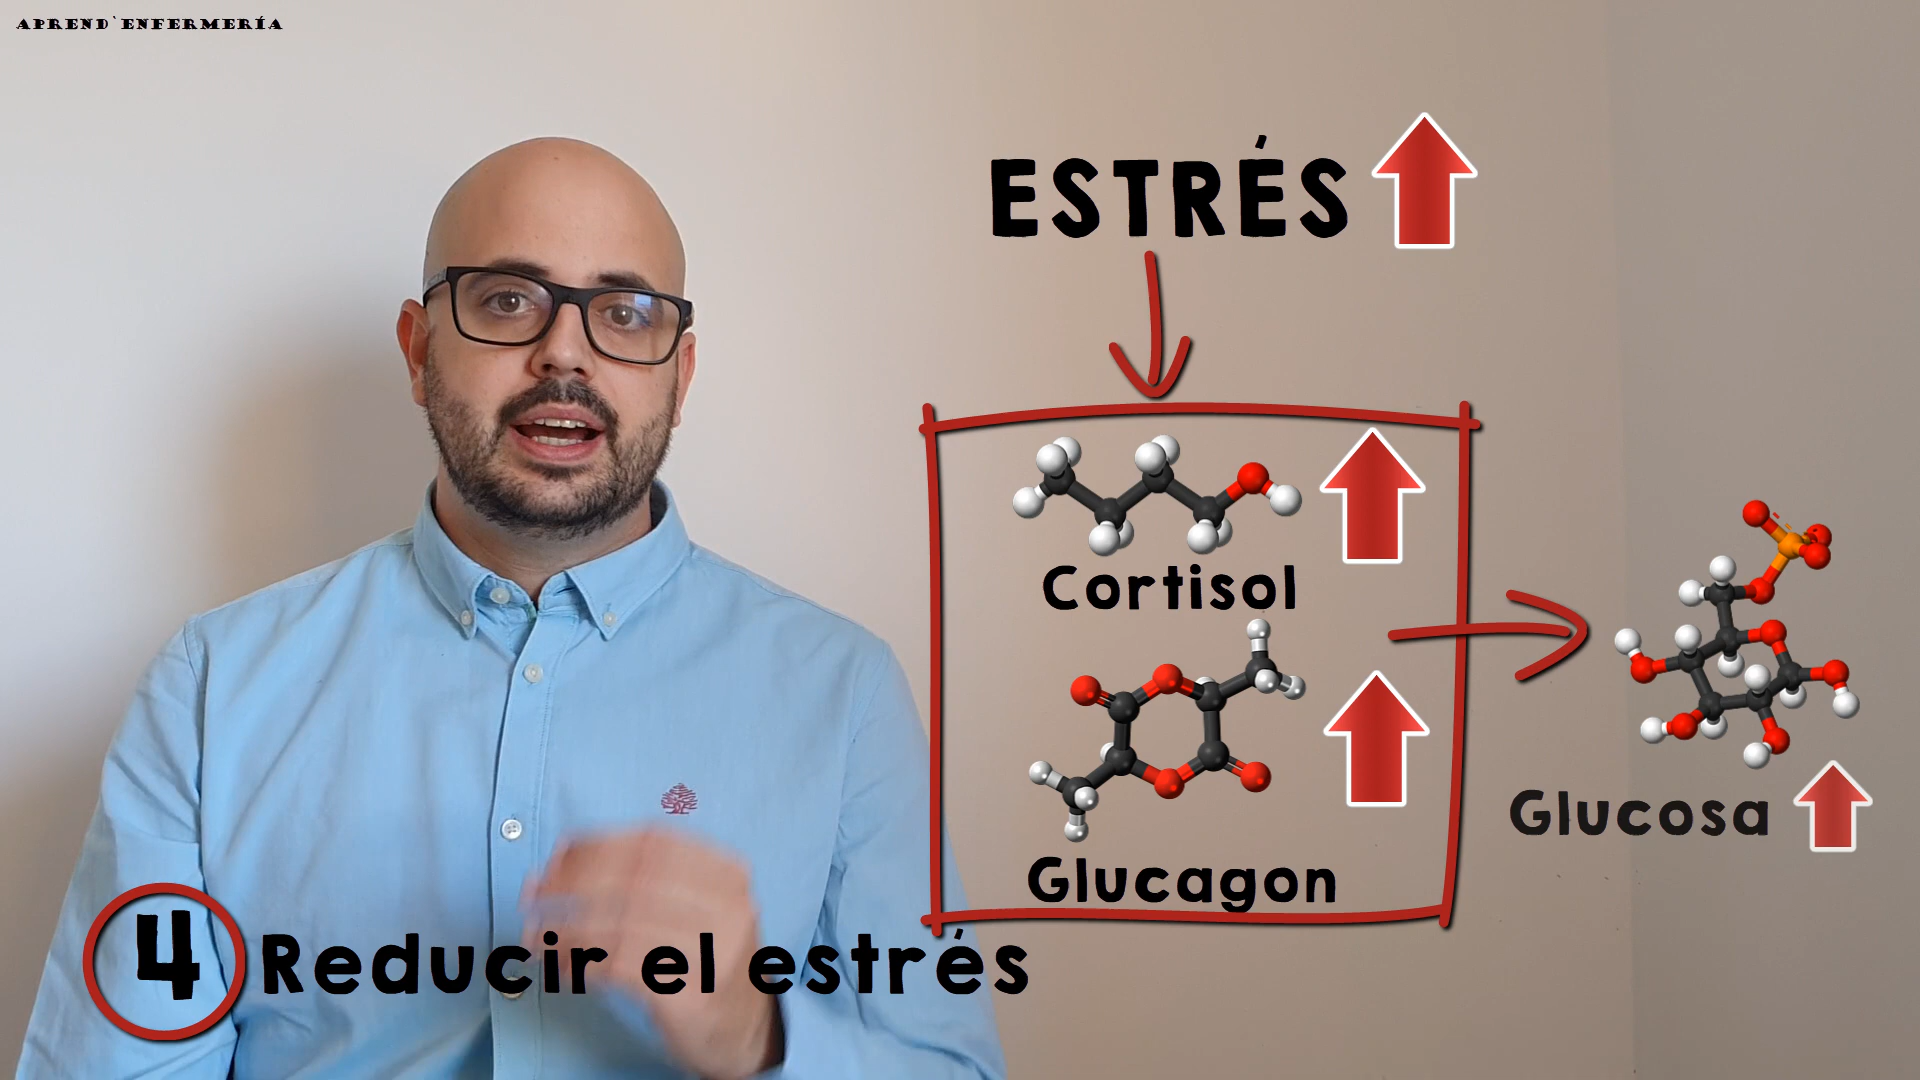 APREND`ENFERMERÍA
ESTRÉS
Cortisol
Glucagon
Glucosa
4 Reducir el estrés